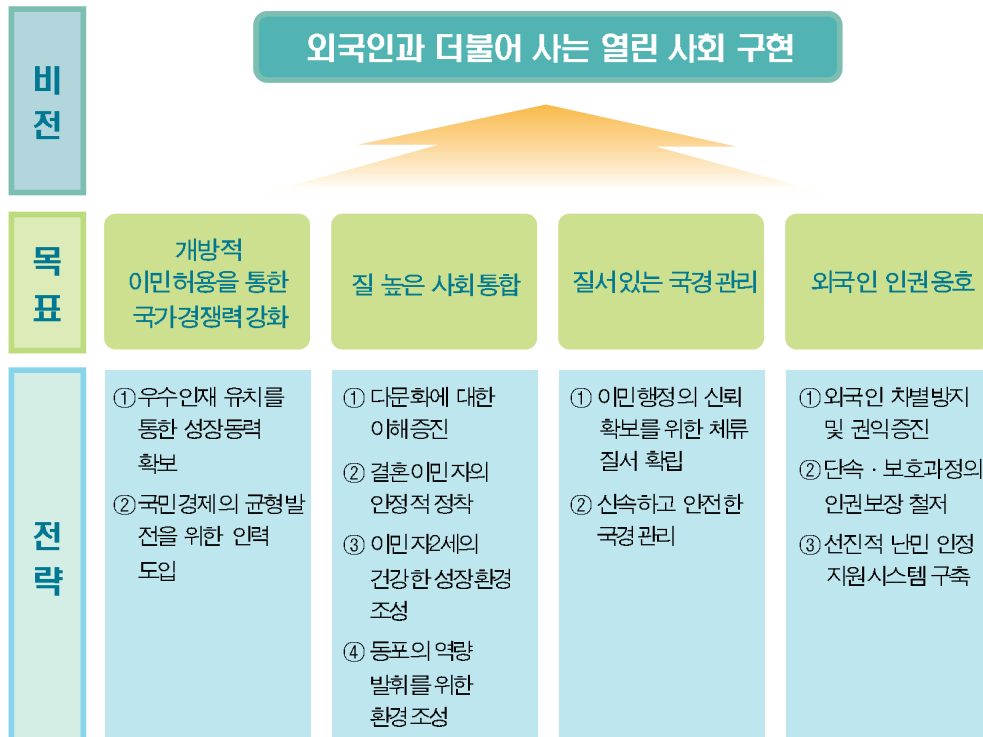 비전
외국인과 더불어 사는 열린 사회 구현
목표
개방적
이민허용을 통한
국가경쟁력 강화
질 높은 사회통합
질서있는 국경관리
외국인 인권옹호
전략
① 우수인재 유치를
통한 성장동력
확보
② 국민경제의 균형발
전을 위한 인력
도입
① 다문화에 대한
이해증진
② 결혼이민자의
안정적 정착
③ 이민자2세의
건강한 성장환경
조성
④ 동포의 역량
발휘를 위한
환경조성
① 이민행정의 신뢰
확보를 위한 체류
질서 확립
② 신속하고 안전한
국경관리
① 외국인 차별방지
및 권익증진
② 단속 · 보호과정의
인권보장 철저
③ 선진적 난민 인정
지원시스템 구축